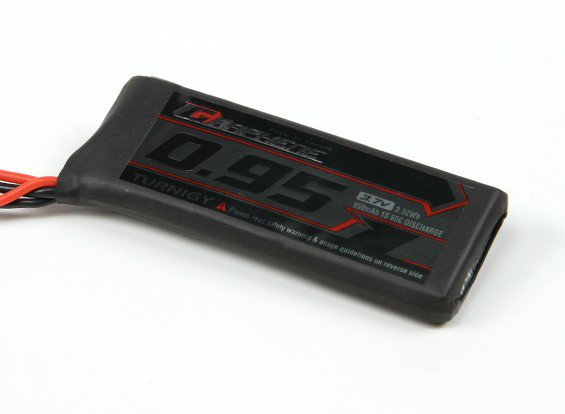 GRAPHENE
0.95
3.7V 3.52Wh
950mAh 1S 65C DISCHARGE
TURNIGY
Please read safety warning & usage guidelines on reverse side